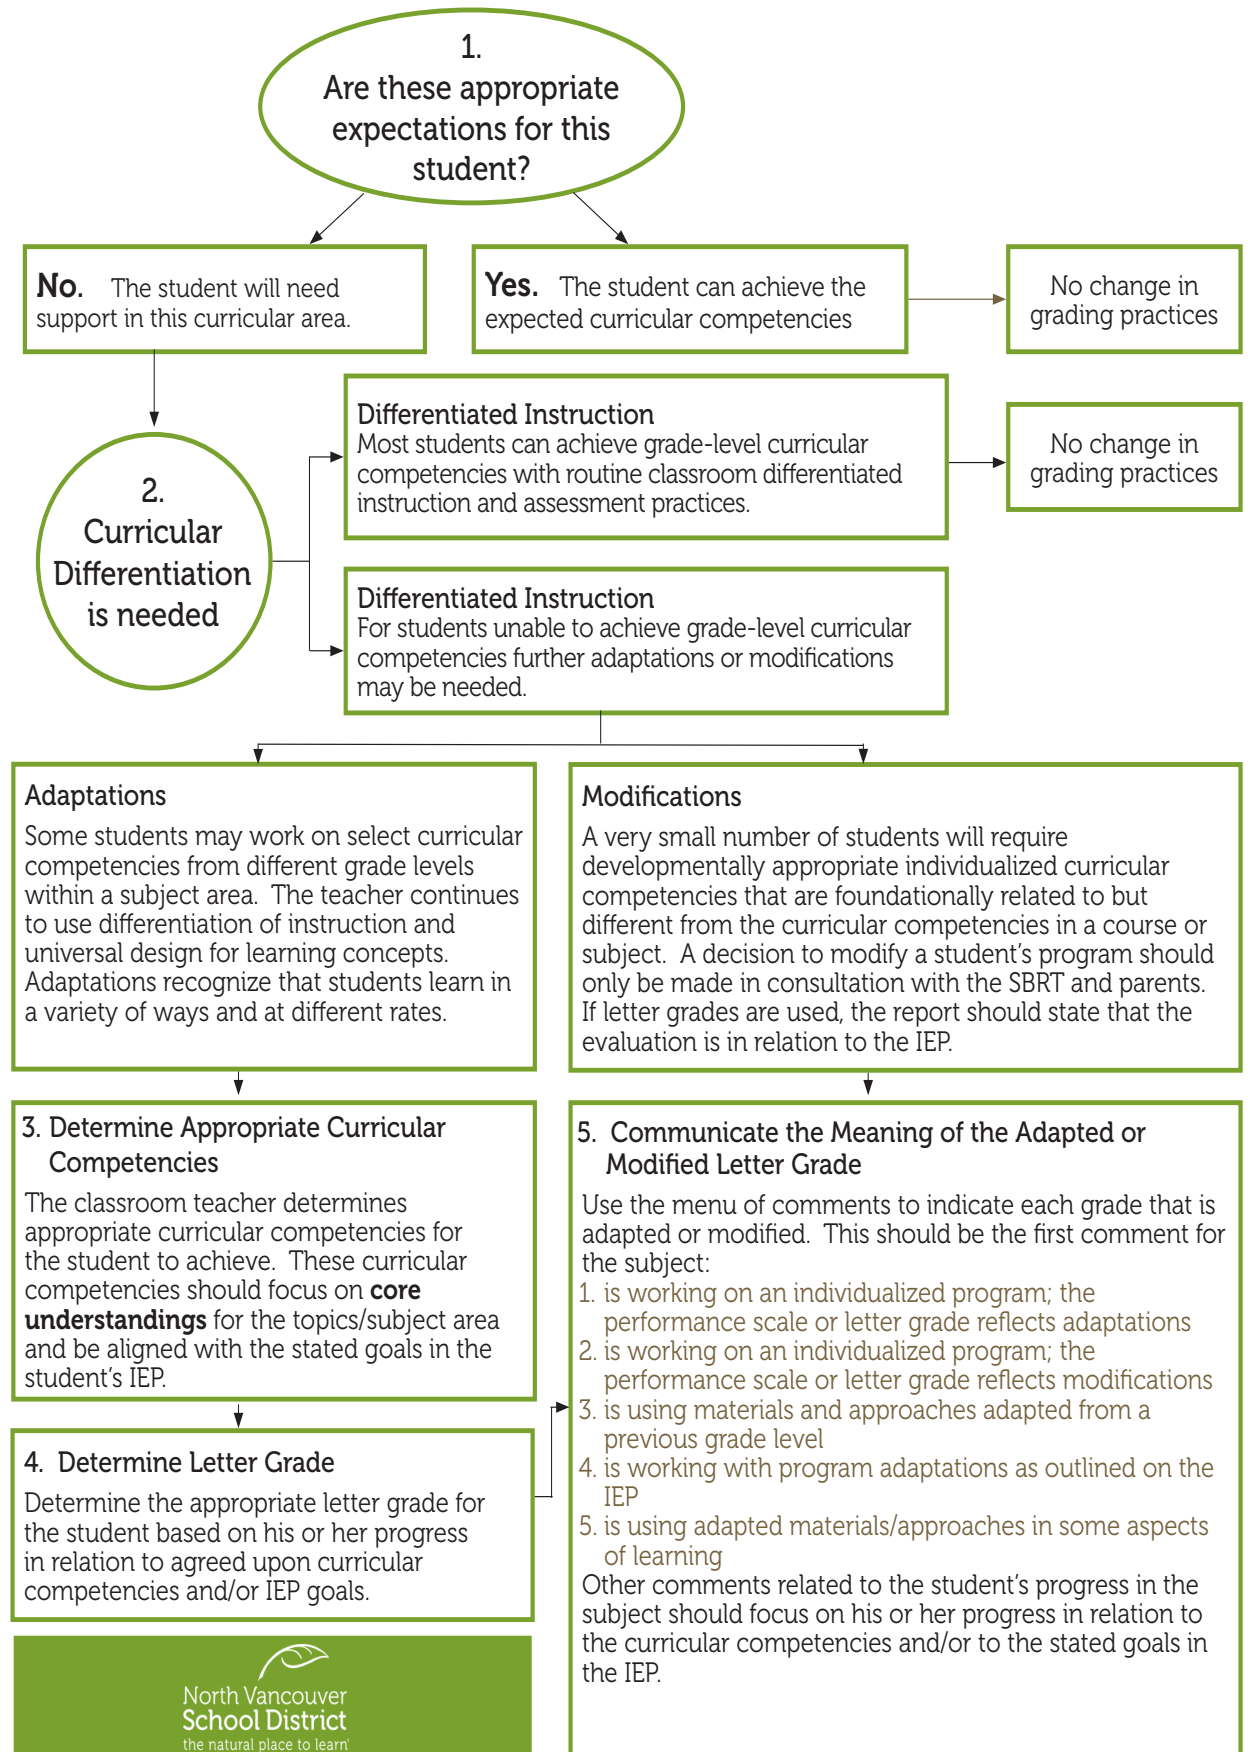 1.
Are these appropriate
expectations for this
student?
No. The student will need
support in this curricular area.
Yes. The student can achieve the
expected curricular competencies
No change in
grading practices
2.
Curricular
Differentiation
is needed
Differentiated Instruction
Most students can achieve grade-level curricular
competencies with routine classroom differentiated
instruction and assessment practices.
No change in
grading practices
Differentiated Instruction
For students unable to achieve grade-level curricular
competencies further adaptations or modifications
may be needed.
Adaptations
Some students may work on select curricular
competencies from different grade levels
within a subject area. The teacher continues
to use differentiation of instruction and
universal design for learning concepts.
Adaptations recognize that students learn in
a variety of ways and at different rates.
Modifications
A very small number of students will require
developmentally appropriate individualized curricular
competencies that are foundationally related to but
different from the curricular competencies in a course or
subject. A decision to modify a student's program should
only be made in consultation with the SBRT and parents.
If letter grades are used, the report should state that the
evaluation is in relation to the IEP.
3. Determine Appropriate Curricular
Competencies
The classroom teacher determines
appropriate curricular competencies for
the student to achieve. These curricular
competencies should focus on core
understandings for the topics/subject area
and be aligned with the stated goals in the
student's IEP.
4. Determine Letter Grade
Determine the appropriate letter grade for
the student based on his or her progress
in relation to agreed upon curricular
competencies and/or IEP goals.
5. Communicate the Meaning of the Adapted or
Modified Letter Grade
Use the menu of comments to indicate each grade that is
adapted or modified. This should be the first comment for
the subject:
1. is working on an individualized program; the
performance scale or letter grade reflects adaptations
2. is working on an individualized program; the
performance scale or letter grade reflects modifications
3. is using materials and approaches adapted from a
previous grade level
4. is working with program adaptations as outlined on the
IEP
5. is using adapted materials/approaches in some aspects
of learning
Other comments related to the student's progress in the
subject should focus on his or her progress in relation to
the curricular competencies and/or to the stated goals in
the IEP.
North Vancouver
School District
the natural place to learn